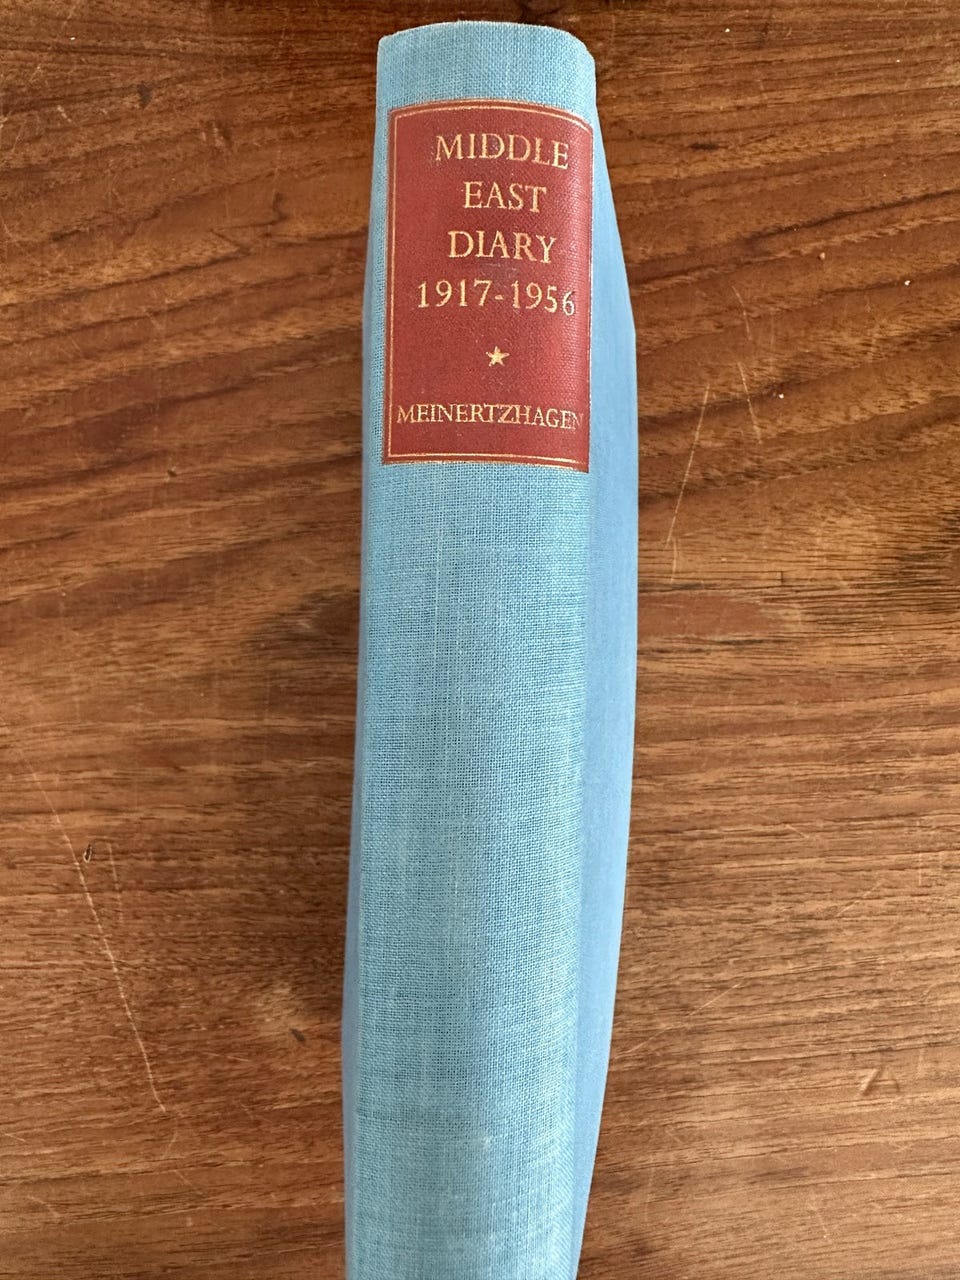 MIDDLE
EAST
DIARY
1917-1956
MEINERTZHAGEN